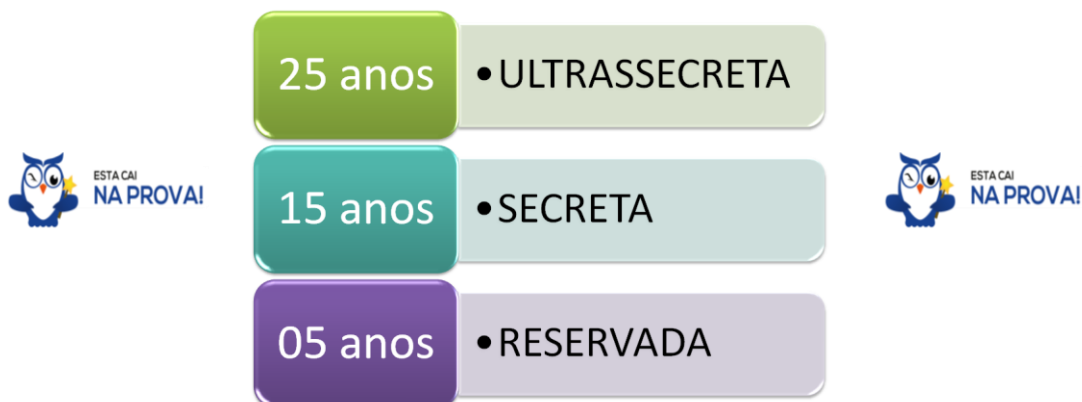 25 anos
•ULTRASSECRETA
ESTA CAI
NA PROVA!
15 anos
•SECRETA
ESTA CAI
NA PROVA!
05 anos
•RESERVADA